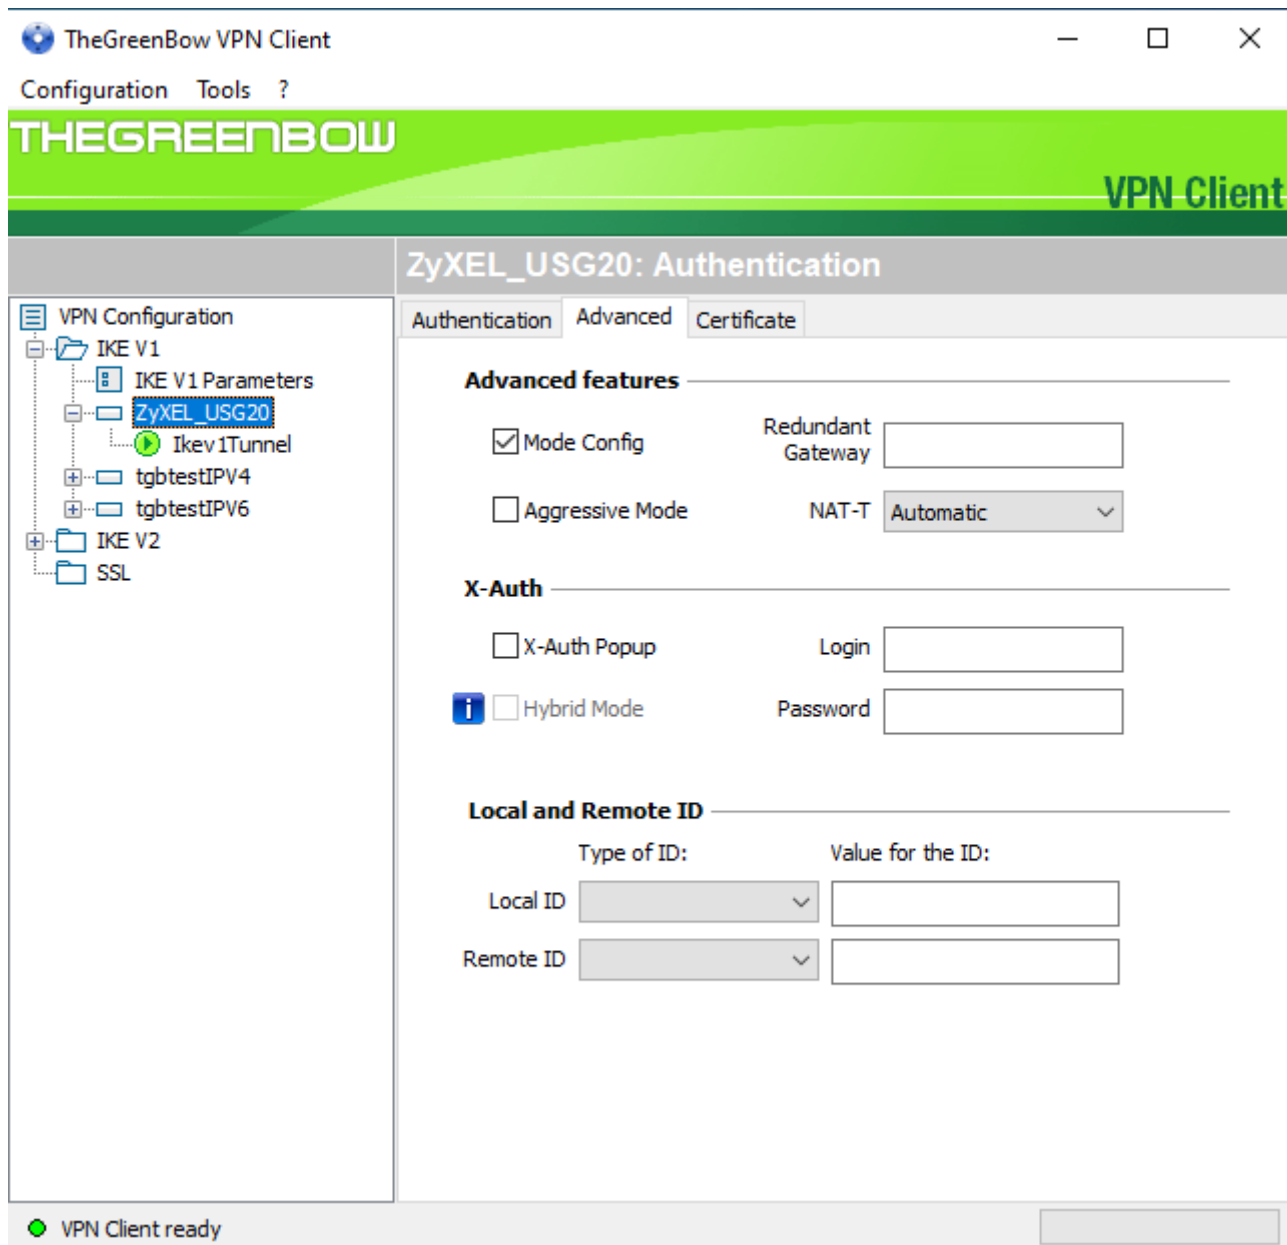 TheGreenBow VPN Client
Configuration Tools ?
THEGREENBOW
VPN Client
ZyXEL_USG20: Authentication
VPN Configuration
IKE V1
IKE V1 Parameters
ZyXEL_USG20
Ikev1Tunnel
tgbtestIPV4
tgbtestIPV6
IKE V2
SSL
Authentication Advanced Certificate
Advanced features
Mode Config
Redundant
Gateway
Aggressive Mode
NAT-T Automatic
X-Auth
X-Auth Popup
Login
Hybrid Mode
Password
Local and Remote ID
Type of ID: Value for the ID:
Local ID
Remote ID
VPN Client ready